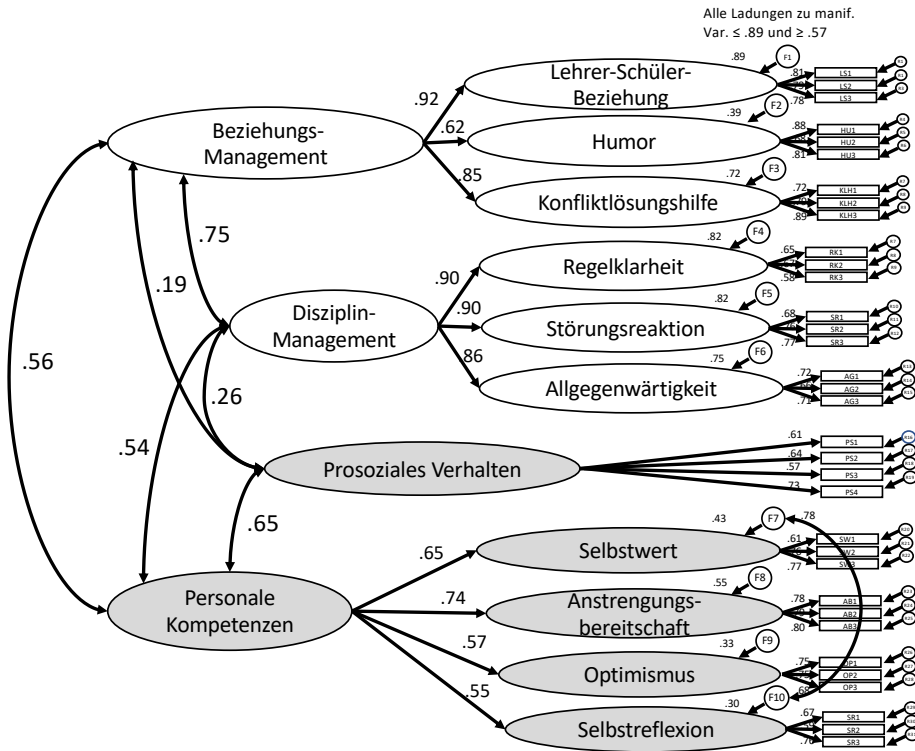 Alle Ladungen zu manif.
Var. ≤ .89 und ≥ .57
.89
F1
Lehrer-Schüler-
Beziehung
.81
.78
LS1
LS2
LS3
.92
.62
.85
Beziehungs-
Management
.39
F2
Humor
.88
.81
HU1
HU2
HU3
.72
F3
Konfliktlösungshilfe
.72
.89
KLH1
KLH2
KLH3
.75
.19
.56
.54
.26
.65
.82
F4
Regelklarheit
.65
.58
RK1
RK2
RK3
.90
.90
.86
Disziplin-
Management
.82
F5
Störungsreaktion
.68
.76
.77
SR1
SR2
SR3
.75
F6
Allgegenwärtigkeit
.72
.71
AG1
AG2
AG3
Prosoziales Verhalten
.61
.64
.57
.73
PS1
PS2
PS3
PS4
.43
F7
.78
Selbstwert
.61
.77
SW1
SW2
SW3
.65
.74
.57
.55
Personale
Kompetenzen
.55
F8
Anstrengungs-
bereitschaft
.78
.80
AB1
AB2
AB3
.33
F9
Optimismus
.75
.75
.68
OP1
OP2
OP3
.30
F10
Selbstreflexion
.67
.70
SR1
SR2
SR3